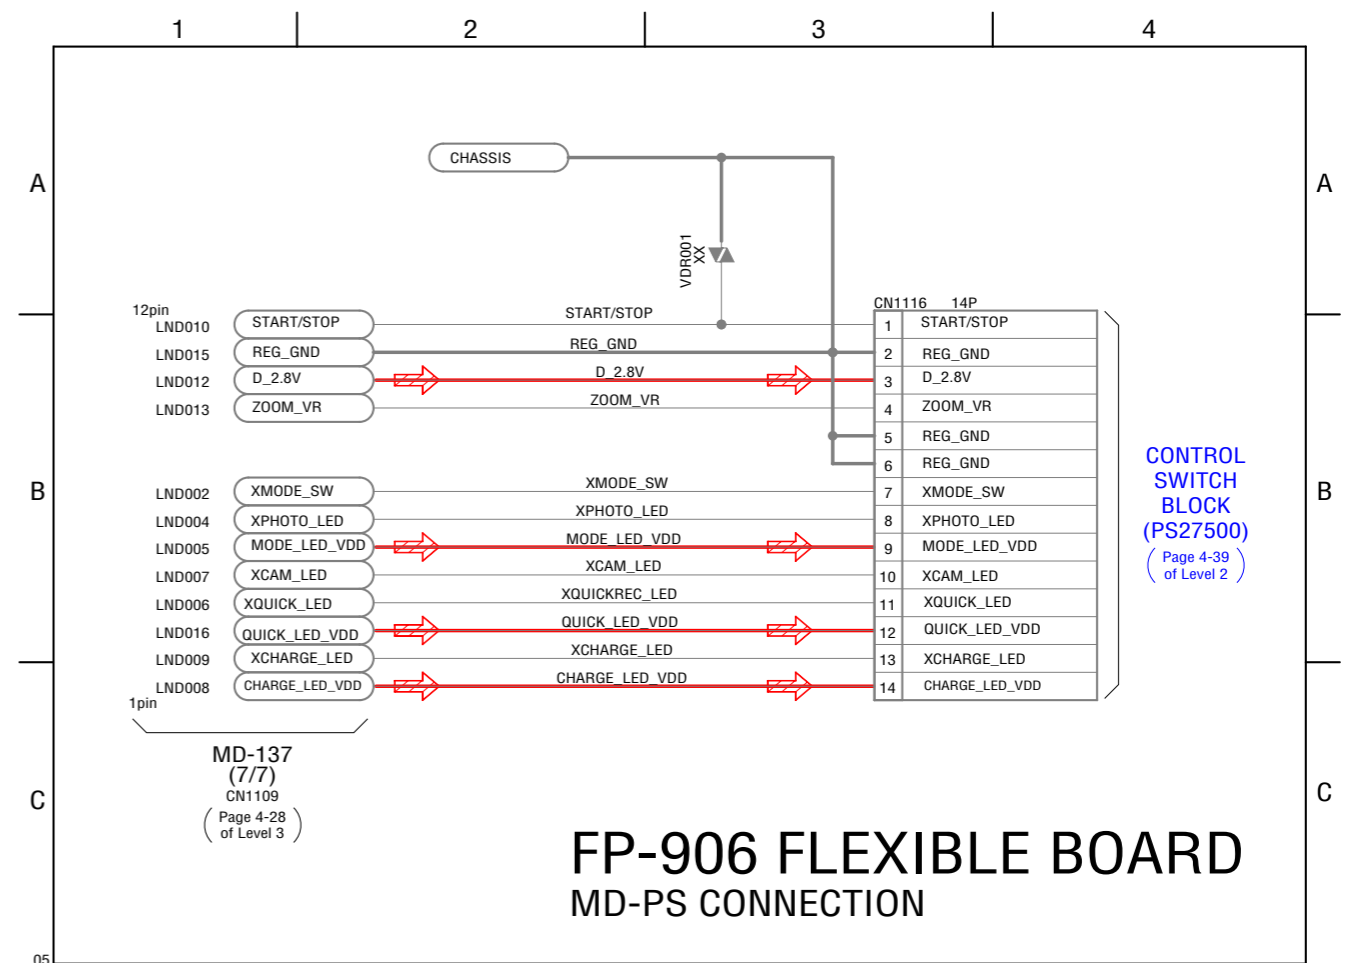 1 2 3 4
A A
CHASSIS
VDR001
XX
12pin
CN1116 14P
LND010 START/STOP START/STOP 1 START/STOP
LND015 REG_GND REG_GND 2 REG_GND
LND012 D_2.8V D_2.8V 3 D_2.8V
LND013 ZOOM_VR ZOOM_VR 4 ZOOM_VR
5 REG_GND
6 REG_GND
B B
LND002 XMODE_SW XMODE_SW 7 XMODE_SW
LND004 XPHOTO_LED XPHOTO_LED 8 XPHOTO_LED
LND005 MODE_LED_VDD MODE_LED_VDD 9 MODE_LED_VDD
LND007 XCAM_LED XCAM_LED 10 XCAM_LED
LND006 XQUICK_LED XQUICKREC_LED 11 XQUICK_LED
LND016 QUICK_LED_VDD QUICK_LED_VDD 12 QUICK_LED_VDD
LND009 XCHARGE_LED XCHARGE_LED 13 XCHARGE_LED
LND008 CHARGE_LED_VDD CHARGE_LED_VDD 14 CHARGE_LED_VDD
1pin
CONTROL
SWITCH
BLOCK
(PS27500)
(Page 4-39
of Level 2)
MD-137
(7/7)
CN1109
(Page 4-28
of Level 3)
C C
FP-906 FLEXIBLE BOARD
MD-PS CONNECTION
05